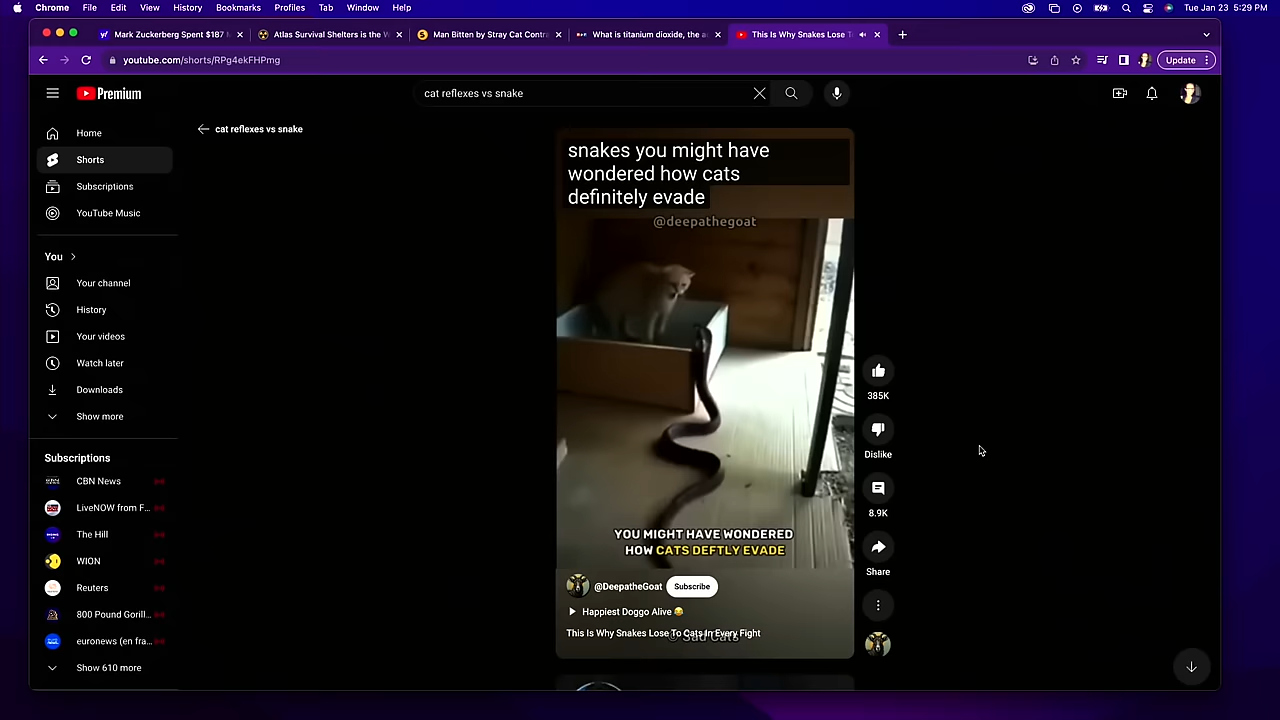 Chrome File Edit View History Bookmarks Profiles Tab Window Help Tue Jan 23 5:29 PM
Mark Zuckerberg Spent $187
Atlas Survival Shelters is the
Man Bitten by Stray Cat Contra
What is titanium dioxide, the a
This Is Why Snakes Lose T
youtube.com/shorts/RPg4ekFHPmg
Update
Premium
cat reflexes vs snake
Home
Shorts
Subscriptions
YouTube Music
You
Your channel
History
Your videos
Watch later
Downloads
Show more
Subscriptions
CBN News
LiveNOW from F...
The Hill
WION
Reuters
800 Pound Gorill...
euronews (en fra...
Show 610 more
cat reflexes vs snake
snakes you might have
wondered how cats
definitely evade
@deepathegoat
YOU MIGHT HAVE WONDERED
HOW CATS DEFTLY EVADE
@DeepatheGoat Subscribe
Happiest Doggo Alive
This Is Why Snakes Lose To Cats In Every Fight
© Sad Cats
385K
Dislike
8.9K
Share